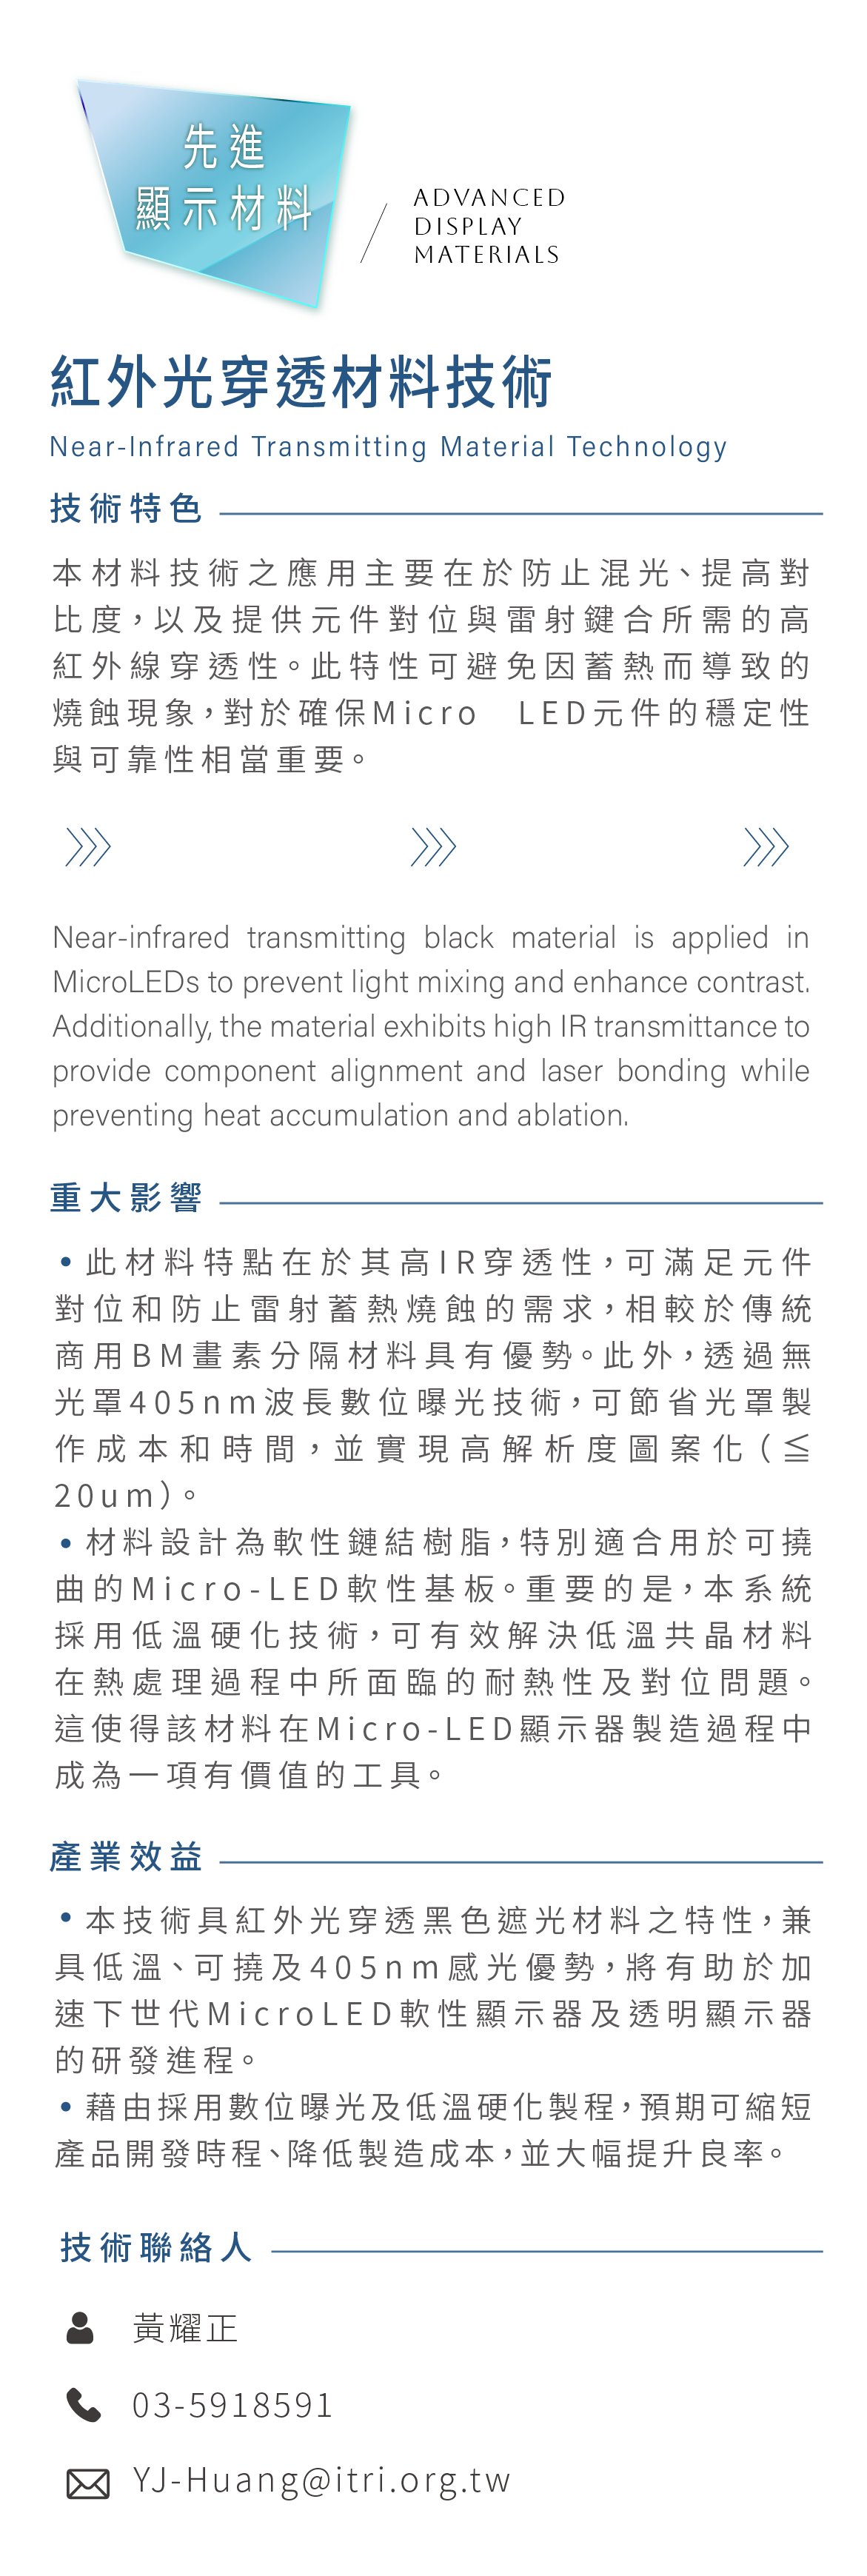 先進
顯示材料
ADVANCED
DISPLAY
MATERIALS
紅外光穿透材料技術
Near-Infrared Transmitting Material Technology
技術特色
本材料技術之應用主要在於防止混光、提高對
比度，以及提供元件對位與雷射鍵合所需的高
紅外線穿透性。此特性可避免因蓄熱而導致的
燒蝕現象，對於確保Micro LED元件的穩定性
與可靠性相當重要。
Near-infrared transmitting black material is applied in
MicroLEDs to prevent light mixing and enhance contrast.
Additionally, the material exhibits high IR transmittance to
provide component alignment and laser bonding while
preventing heat accumulation and ablation.
重大影響
• 此材料特點在於其高IR穿透性，可滿足元件
對位和防止雷射蓄熱燒蝕的需求，相較於傳統
商用BM畫素分隔材料具有優勢。此外，透過無
光罩405nm波長數位曝光技術，可節省光罩製
作成本和時間，並實現高解析度圖案化（≦
20um）。
• 材料設計為軟性鏈結樹脂，特別適合用於可撓
曲的Micro-LED軟性基板。重要的是，本系統
採用低溫硬化技術，可有效解決低溫共晶材料
在熱處理過程中所面臨的耐熱性及對位問題。
這使得該材料在Micro-LED顯示器製造過程中
成為一項有價值的工具。
產業效益
• 本技術具紅外光穿透黑色遮光材料之特性，兼
具低溫、可撓及405nm感光優勢，將有助於加
速下世代MicroLED軟性顯示器及透明顯示器
的研發進程。
• 藉由採用數位曝光及低溫硬化製程，預期可縮短
產品開發時程、降低製造成本，並大幅提升良率。
技術聯絡人
黃耀正
03-5918591
YJ-Huang@itri.org.tw